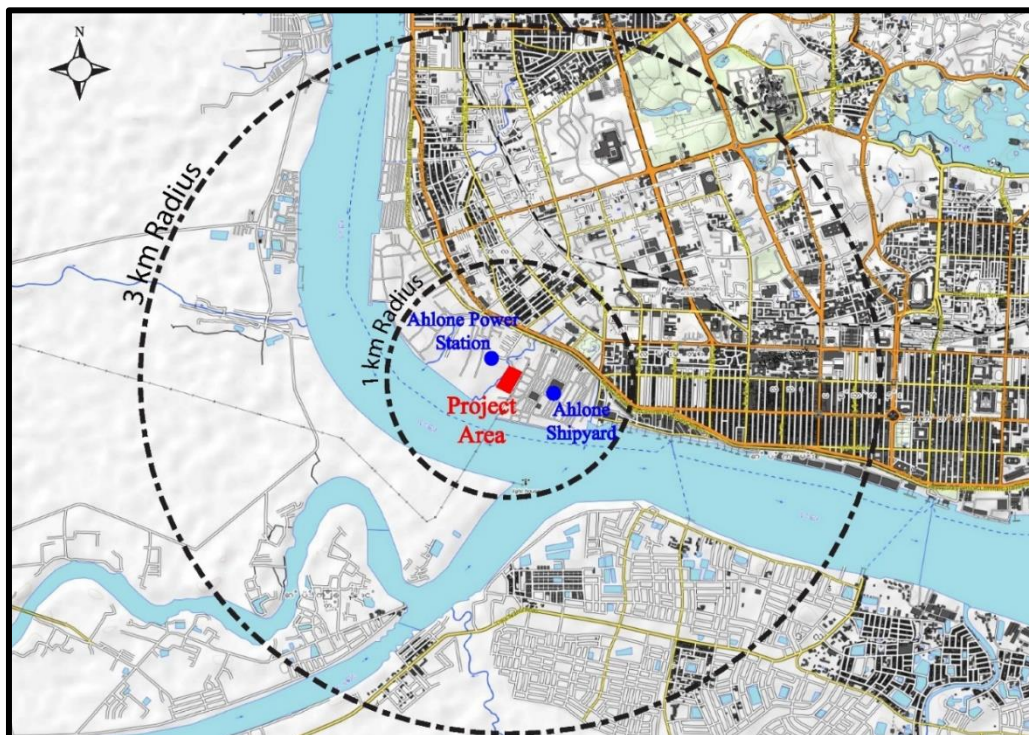 N
3 km Radius
1 km Radius
Ahlone Power
Station
Project
Area
Ahlone
Shipyard